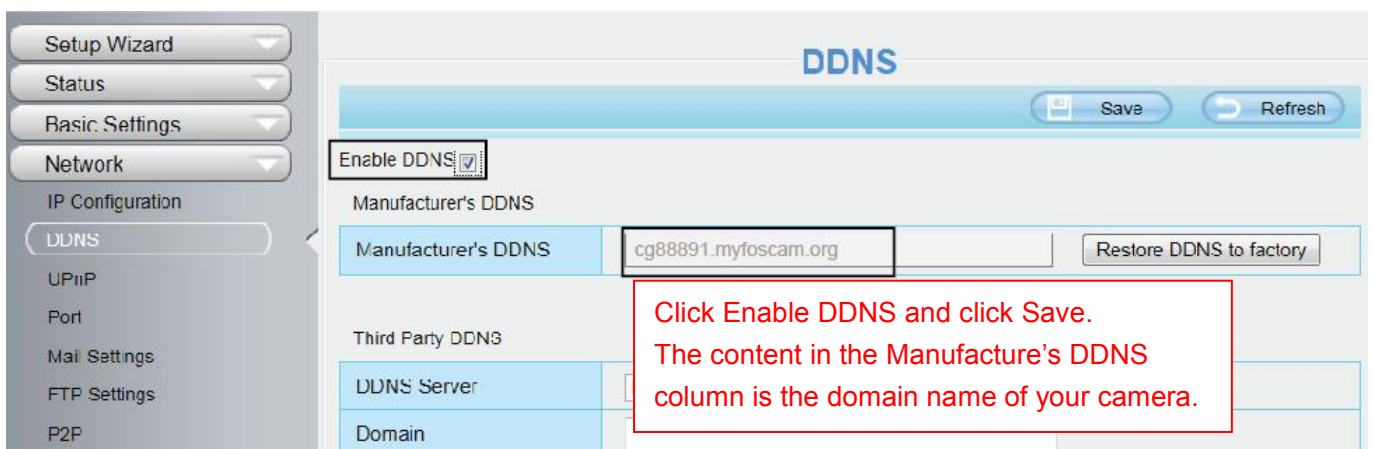 Setup Wizard
Status
Basic Settings
Network
IP Configuration
DDNS
UPnP
Port
Mail Settings
FTP Settings
P2P
DDNS
Save
Refresh
Enable DDNS
Manufacturer's DDNS
Manufacturer's DDNS
cg88891.myfoscam.org
Restore DDNS to factory
Click Enable DDNS and click Save.
The content in the Manufacture’s DDNS
column is the domain name of your camera.
Third Party DDNS
DDNS Server
Domain